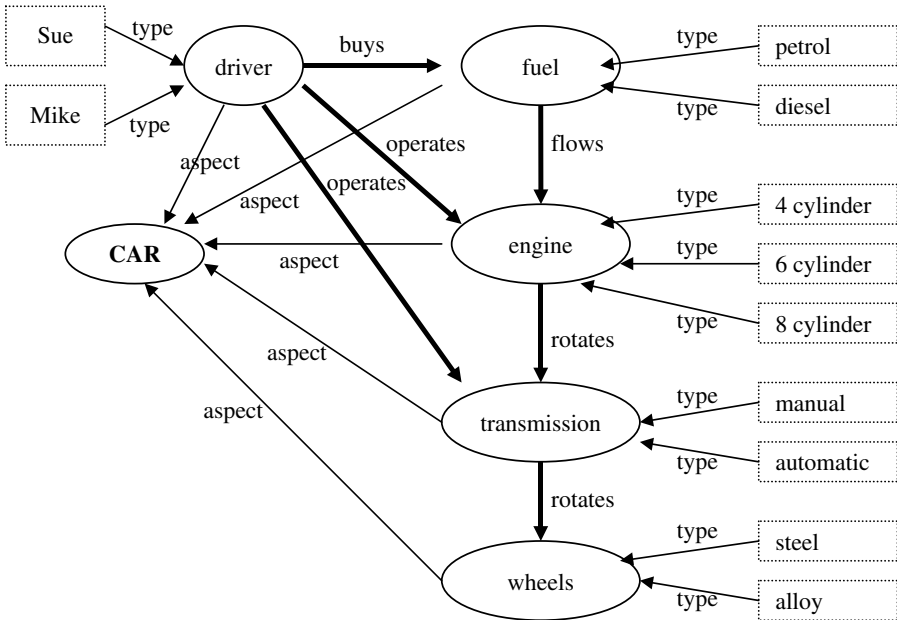 Sue
type
driver
buys
fuel
type
petrol
Mike
type
type
diesel
aspect
operates
flows
operates
aspect
type
4 cylinder
CAR
aspect
engine
type
6 cylinder
type
8 cylinder
rotates
aspect
type
manual
aspect
transmission
type
automatic
rotates
type
steel
wheels
type
alloy